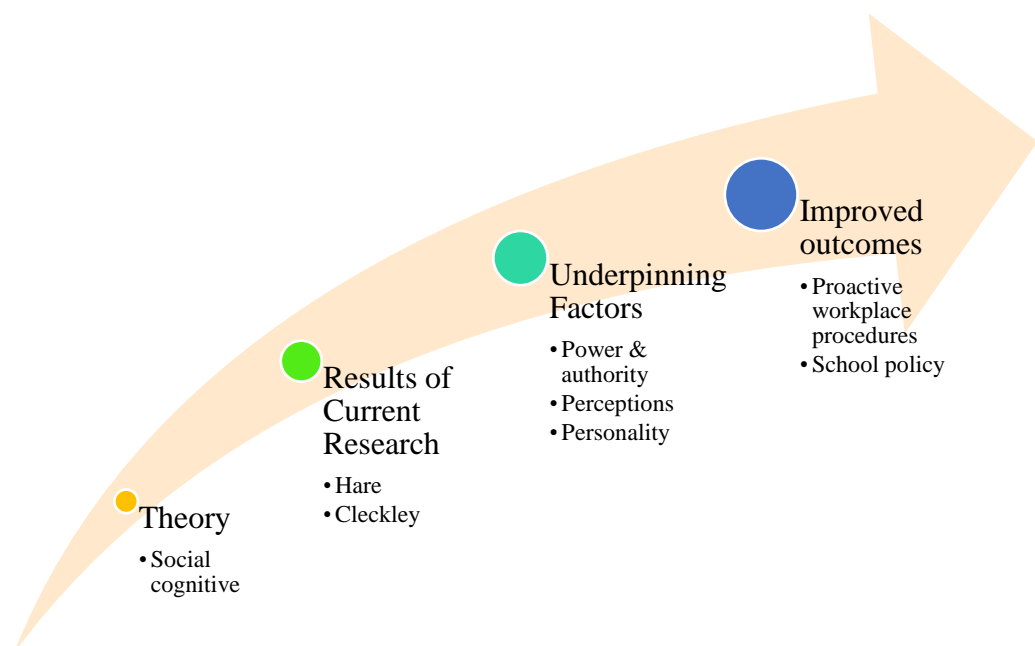 Theory
• Social
cognitive
Results of
Current
Research
• Hare
• Cleckley
Underpinning
Factors
• Power &
authority
• Perceptions
• Personality
Improved
outcomes
• Proactive
workplace
procedures
• School policy